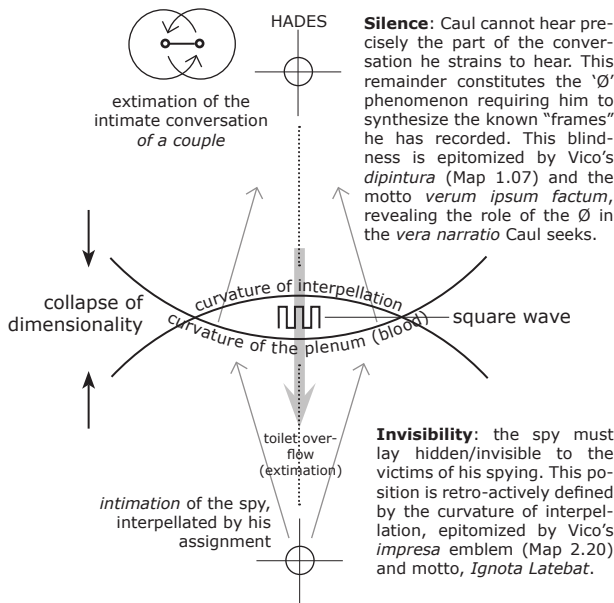 HADES
extimation of the
intimate conversation
of a couple
Silence: Caul cannot hear pre-
cisely the part of the conver-
sation he strains to hear. This
remainder constitutes the ‘Ø’
phenomenon requiring him to
synthesize the known “frames”
he has recorded. This blind-
ness is epitomized by Vico’s
dipintura (Map 1.07) and the
motto verum ipsum factum,
revealing the role of the Ø in
the vera narratio Caul seeks.
collapse of
dimensionality
curvature of interpellation
curvature of the plenum (blood)
square wave
toilet over-
flow
(extimation)
intimation of the spy,
interpellated by his
assignment
Invisibility: the spy must
lay hidden/invisible to the
victims of his spying. This po-
sition is retro-actively defined
by the curvature of interpel-
lation, epitomized by Vico’s
impresa emblem (Map 2.20)
and motto, Ignota Latebat.